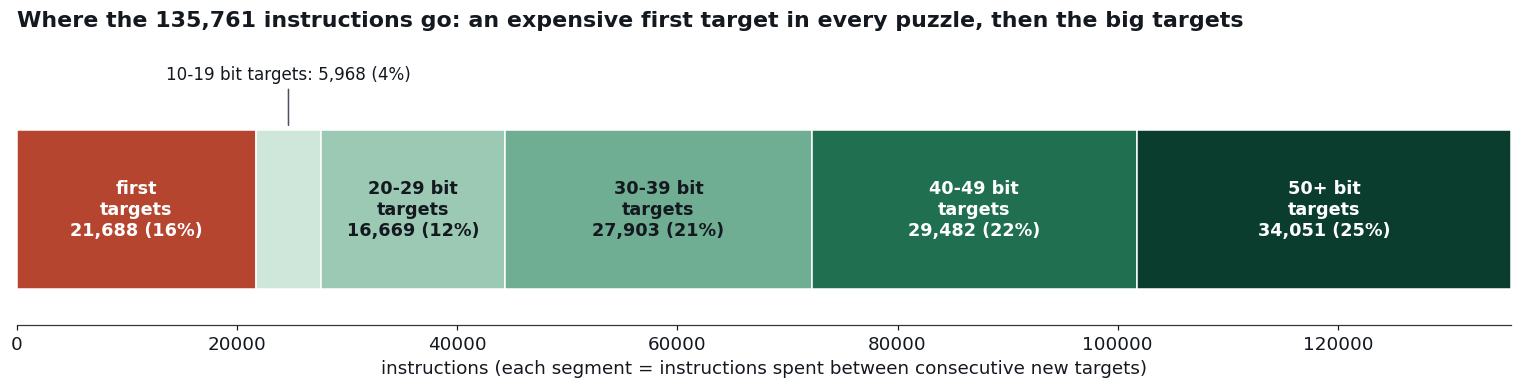 Where the 135,761 instructions go: an expensive first target in every puzzle, then the big targets
10-19 bit targets: 5,968 (4%)
first
targets
21,688 (16%)
20-29 bit
targets
16,669 (12%)
30-39 bit
targets
27,903 (21%)
40-49 bit
targets
29,482 (22%)
50+ bit
targets
34,051 (25%)
0 20000 40000 60000 80000 100000 120000
instructions (each segment = instructions spent between consecutive new targets)